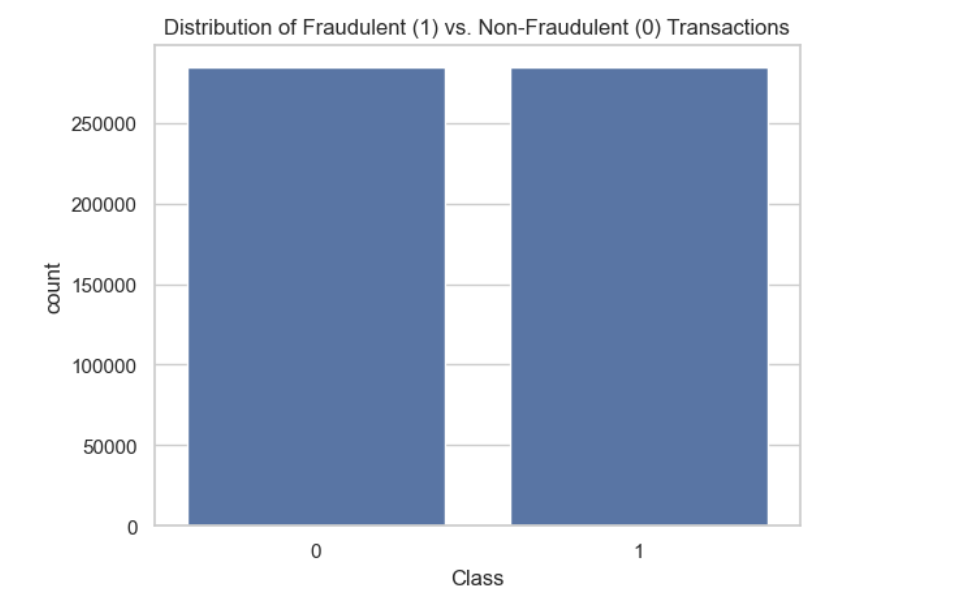 Distribution of Fraudulent (1) vs. Non-Fraudulent (0) Transactions
250000
200000
150000
100000
50000
0
count
0
1
Class